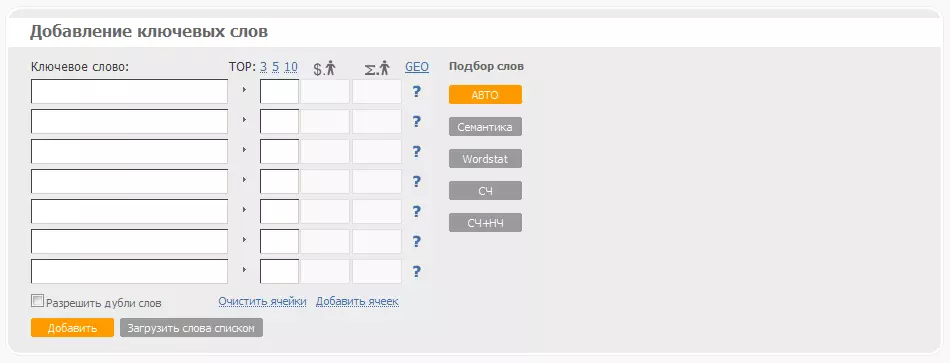 Добавление ключевых слов
Ключевое слово: TOP: 3 5 10 $. Σ. GEO Подбор слов
? АВТО
? Семантика
? Wordstat
? СЧ
? СЧ+НЧ
?
?
Разрешить дубли слов Очистить ячейки Добавить ячеек
Добавить Загрузить слова списком